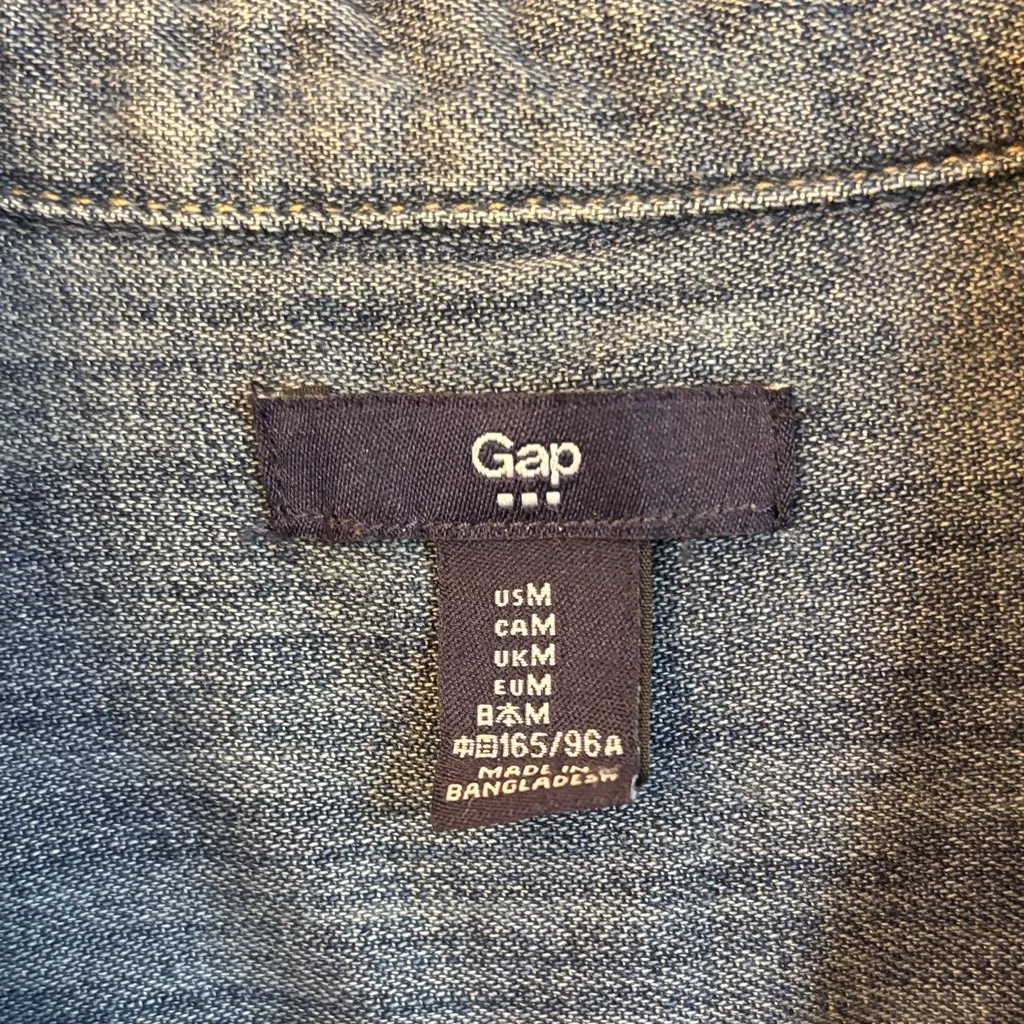 Gap
USM
CAM
UKM
EUM
日本M
中国165/96A
MADE IN
BANGLADESH